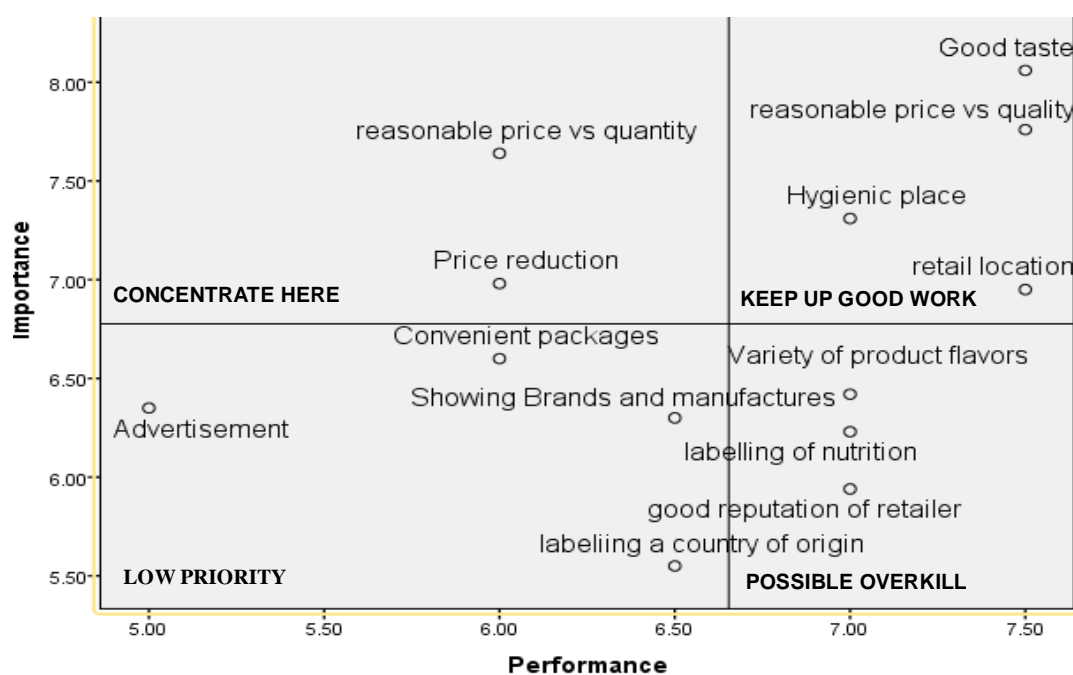 Good taste
8.00
reasonable price vs quality
reasonable price vs quantity
7.50
Hygienic place
Price reduction
retail location
7.00
CONCENTRATE HERE
KEEP UP GOOD WORK
Importance
Convenient packages
Variety of product flavors
6.50
Showing Brands and manufactures
Advertisement
labelling of nutrition
6.00
good reputation of retailer
labeliing a country of origin
5.50
LOW PRIORITY
POSSIBLE OVERKILL
5.00 5.50 6.00 6.50 7.00 7.50
Performance